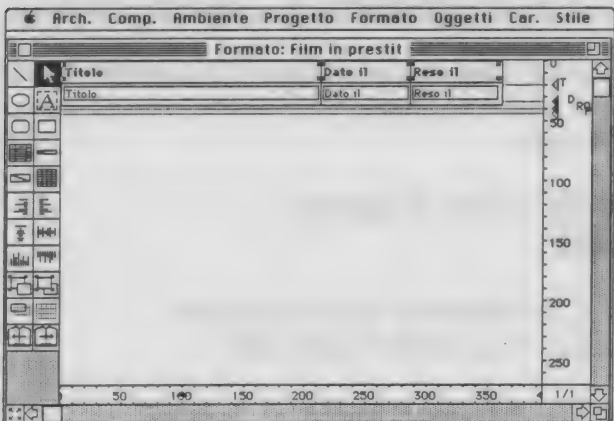 Arch. Comp. Ambiente Progetto Formato Oggetti Car. Stile
Formato: Film in prestit
Titolo Dato il Reso il
Titolo Dato il Reso il
A
0
T
D
50
100
150
200
250
50 100 150 200 250 300 350 1/1